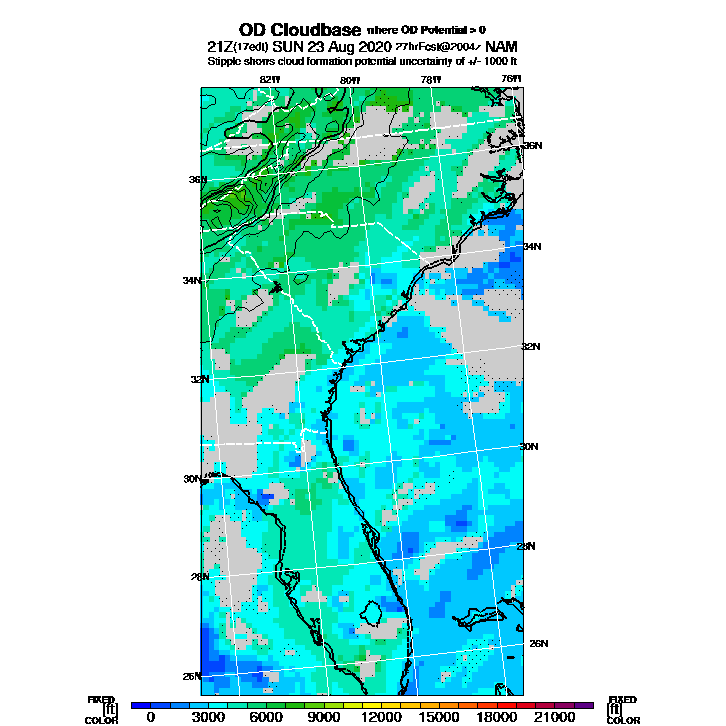 OD Cloudbase where OD Potential > 0
21Z(17edt) SUN 23 Aug 2020 27hrFcst@2004z NAM
Stipple shows cloud formation potential uncertainty of +/- 1000 ft
82W 80W 78W 76W
36N
36N
34N
34N
32N
32N
30N
30N
28N
28N
26N
26N
FIXED [ft] COLOR
0 3000 6000 9000 12000 15000 18000 21000
FIXED [ft] COLOR